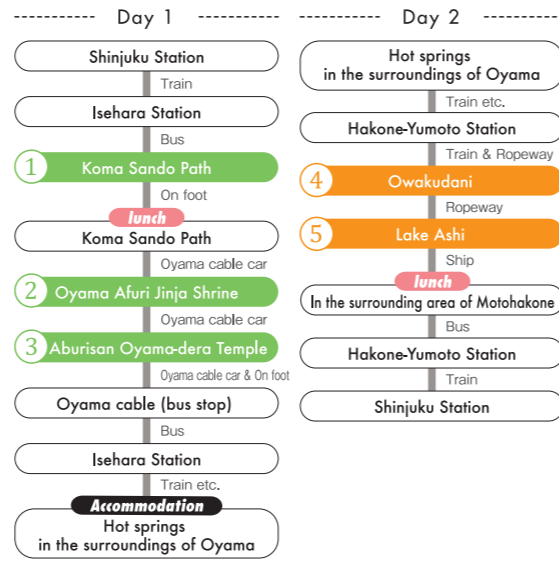 Day 1
Shinjuku Station
Train
Isehara Station
Bus
1 Koma Sando Path
On foot
lunch
Koma Sando Path
Oyama cable car
2 Oyama Afuri Jinja Shrine
Oyama cable car
3 Aburisan Oyama-dera Temple
Oyama cable car & On foot
Oyama cable (bus stop)
Bus
Isehara Station
Train etc.
Accommodation
Hot springs
in the surroundings of Oyama
Day 2
Hot springs
in the surroundings of Oyama
Train etc.
Hakone-Yumoto Station
Train & Ropeway
4 Owakudani
Ropeway
5 Lake Ashi
Ship
lunch
In the surrounding area of Motohakone
Bus
Hakone-Yumoto Station
Train
Shinjuku Station